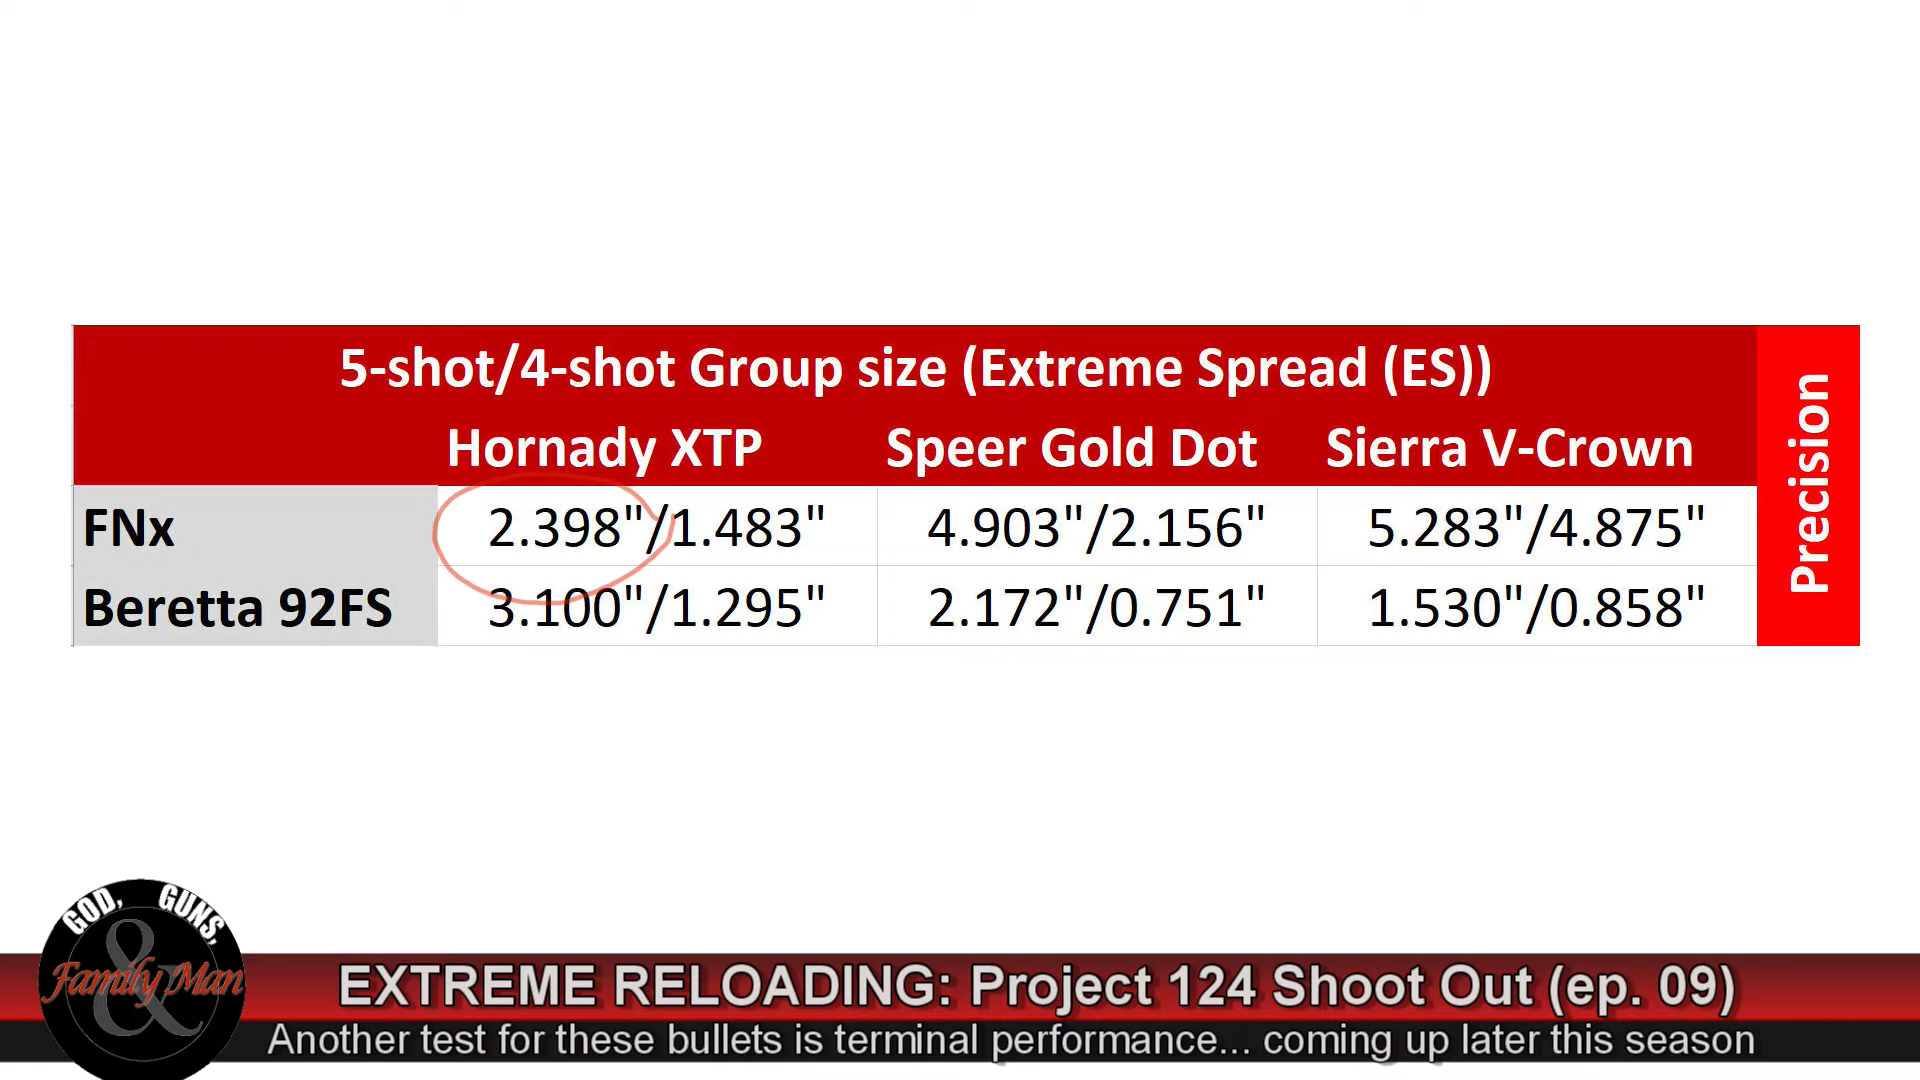 5-shot/4-shot Group size (Extreme Spread (ES))
Hornady XTP Speer Gold Dot Sierra V-Crown
FNx 2.398"/1.483" 4.903"/2.156" 5.283"/4.875"
Beretta 92FS 3.100"/1.295" 2.172"/0.751" 1.530"/0.858"
Precision
GOD, GUNS,
& Family Man
EXTREME RELOADING: Project 124 Shoot Out (ep. 09)
Another test for these bullets is terminal performance... coming up later this season